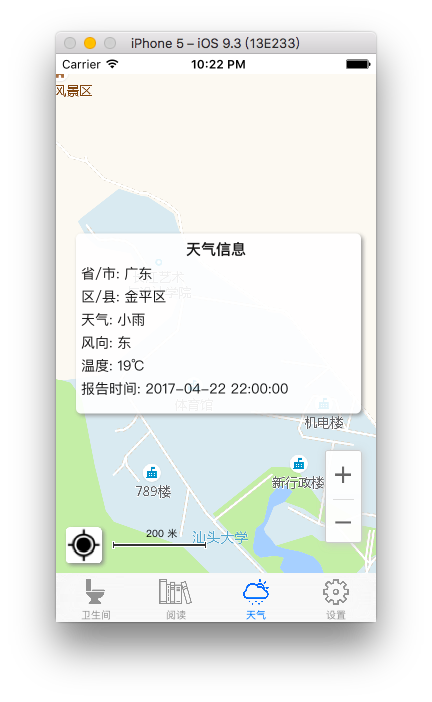 iPhone 5 – iOS 9.3 (13E233)
Carrier 10:22 PM
风景区
天气信息
省/市: 广东
区/县: 金平区
天气: 小雨
风向: 东
温度: 19℃
报告时间: 2017-04-22 22:00:00
体育馆
机电楼
新行政楼
789楼
200 米
汕头大学
卫生间 阅读 天气 设置